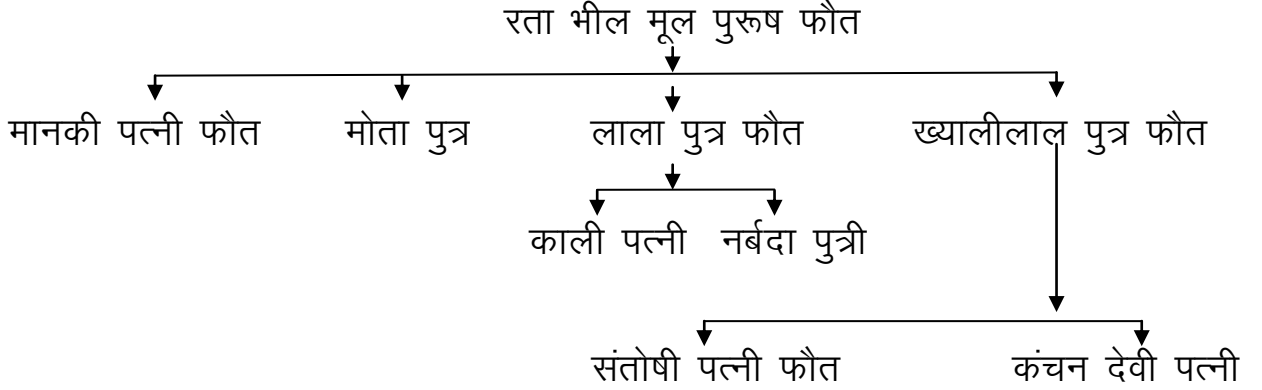 रता भील मूल पुरूष फौत
मानकी पत्नी फौत मोता पुत्र लाला पुत्र फौत ख्यालीलाल पुत्र फौत
काली पत्नी नर्बदा पुत्री
संतोषी पत्नी फौत कंचन देवी पत्नी